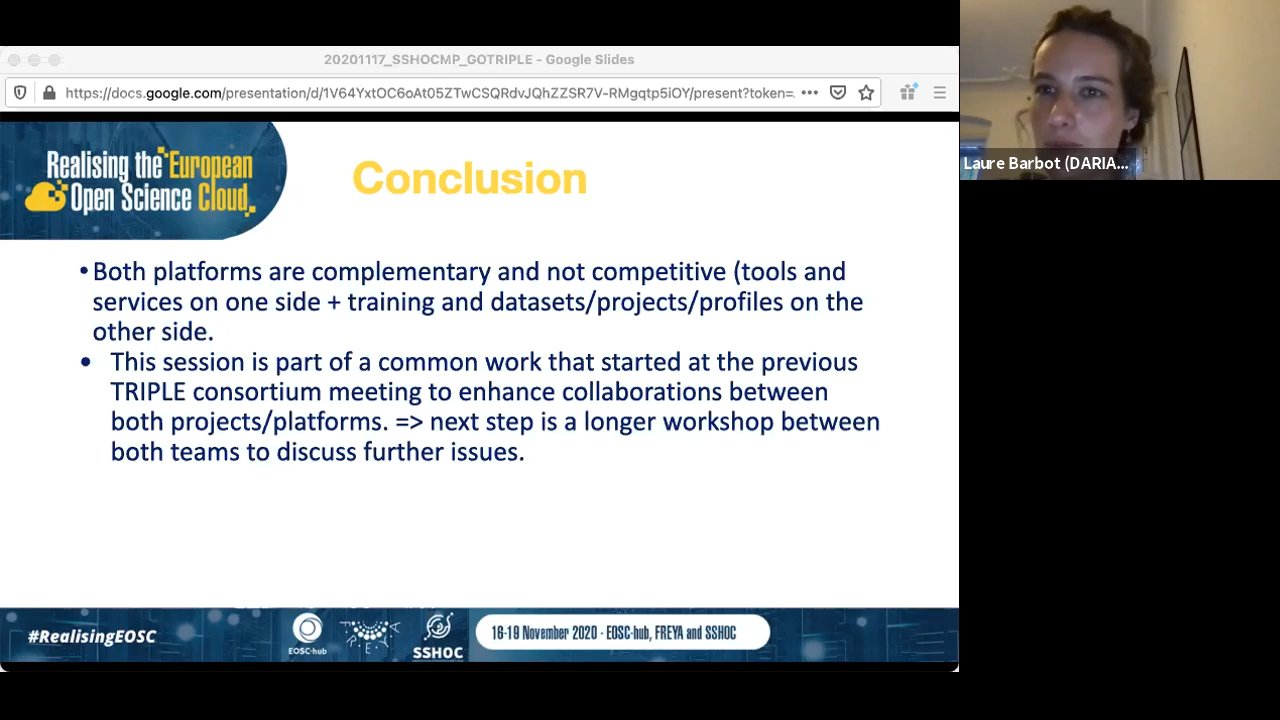 20201117_SSHOCMP_GOTRIPLE - Google Slides
https://docs.google.com/presentation/d/1V64YxtOC6oAt05ZTwCSQRdvJQhZZSR7V-RMgqtp5iOY/present?token=
Laure Barbot (DARIA...
Realising the European
Open Science Cloud
Conclusion
•Both platforms are complementary and not competitive (tools and
services on one side + training and datasets/projects/profiles on the
other side.
• This session is part of a common work that started at the previous
TRIPLE consortium meeting to enhance collaborations between
both projects/platforms. => next step is a longer workshop between
both teams to discuss further issues.
#RealisingEOSC
EOSC-hub
FREYA
SSHOC
16-19 November 2020 - EOSC-hub, FREYA and SSHOC